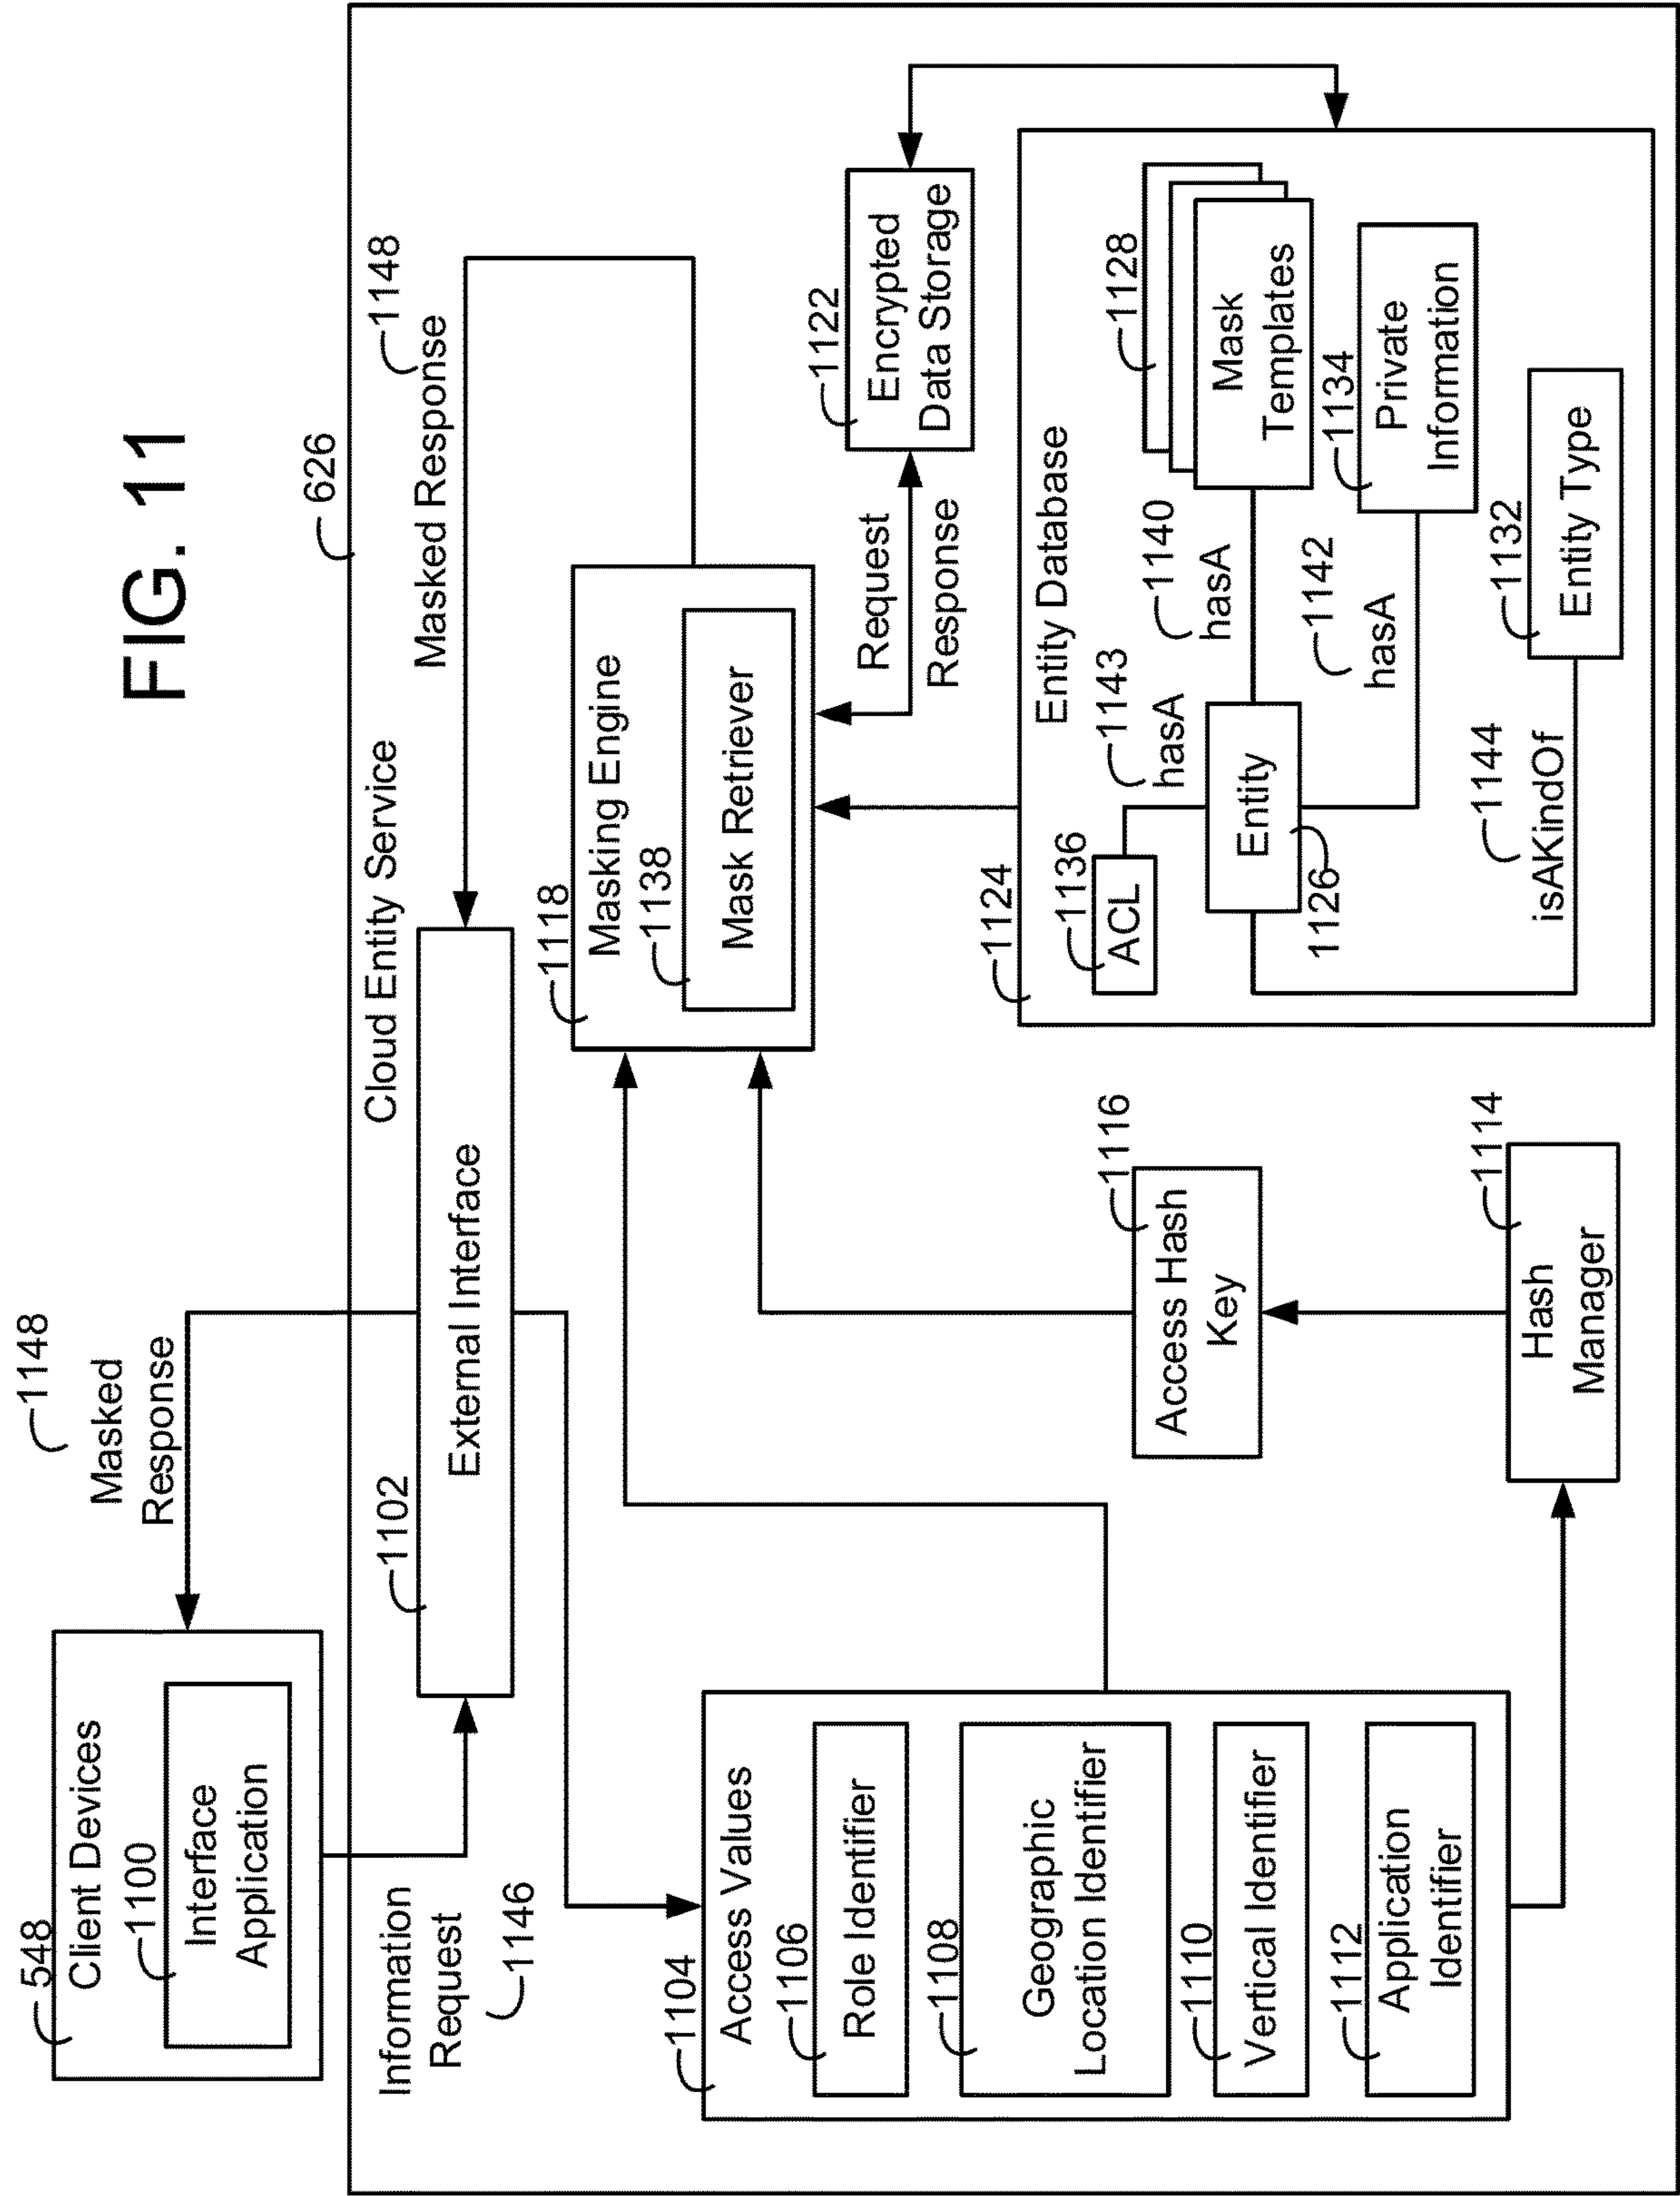 FIG. 11
548
Client Devices
1100
Interface
Application
1148
Masked
Response
Information
Request
1146
626
Cloud Entity Service
1102
External Interface
Masked Response
1148
1104
Access Values
1106
Role Identifier
1108
Geographic
Location Identifier
1110
Vertical Identifier
1112
Application
Identifier
1118
Masking Engine
1138
Mask Retriever
1116
Access Hash
Key
1114
Hash
Manager
Request
Response
1122
Encrypted
Data Storage
1124
Entity Database
1136
ACL
1143
hasA
1126
Entity
1140
hasA
1128
Mask
Templates
1142
hasA
1134
Private
Information
1144
isAKindOf
1132
Entity Type